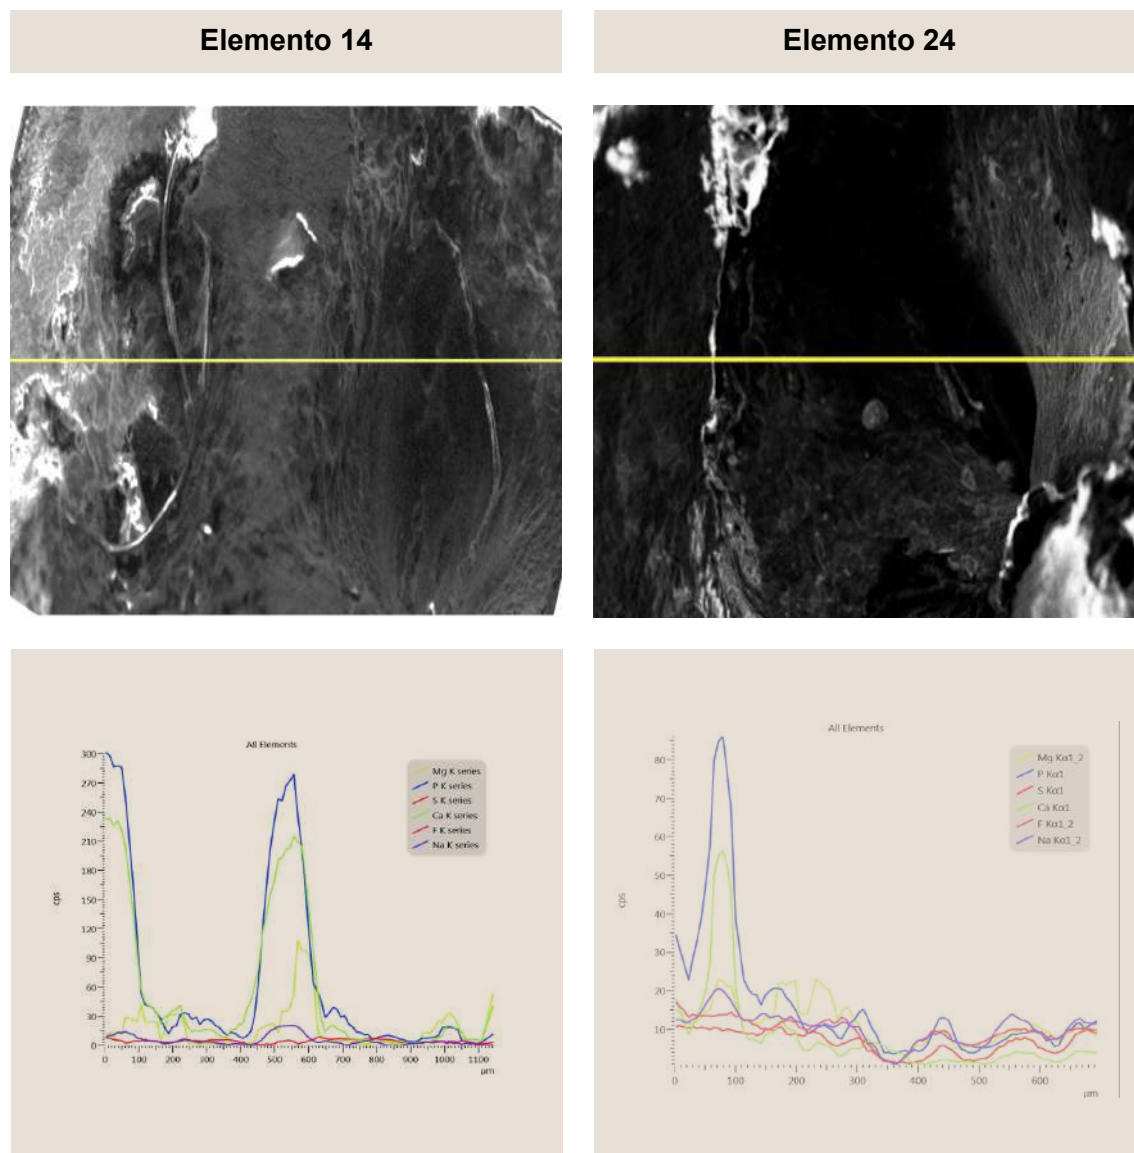 Elemento 14
Elemento 24
All Elements
300
270
240
210
180
150
120
90
60
30
0
cps
Mg K series
P K series
S K series
Ca K series
F K series
Na K series
0 100 200 300 400 500 600 700 800 900 1000 1100
µm
All Elements
80
70
60
50
40
30
20
10
cps
Mg Kα1_2
P Kα1
S Kα1
Ca Kα1
F Kα1_2
Na Kα1_2
0 100 200 300 400 500 600
µm